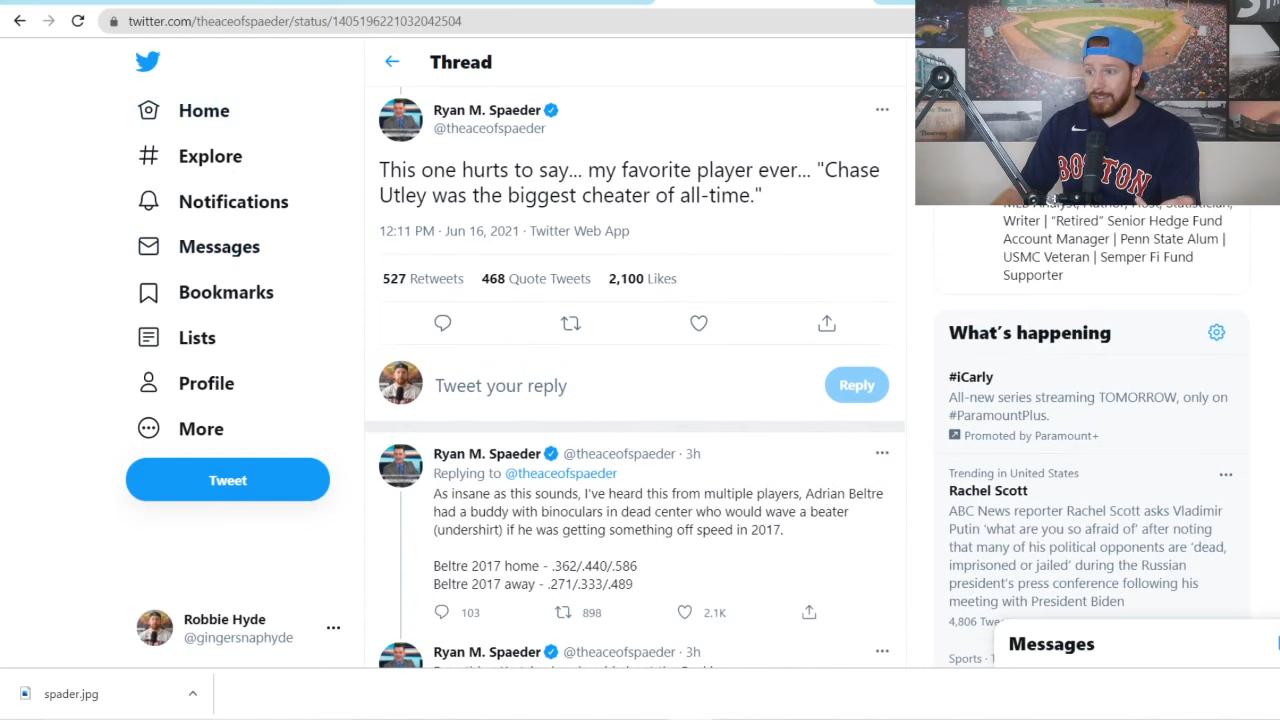 twitter.com/theaceofspaeder/status/1405196221032042504
Home
Explore
Notifications
Messages
Bookmarks
Lists
Profile
More
Tweet
Robbie Hyde
@gingersnaphyde
Thread
Ryan M. Spaeder
@theaceofspaeder
This one hurts to say... my favorite player ever... "Chase
Utley was the biggest cheater of all-time."
12:11 PM · Jun 16, 2021 · Twitter Web App
527 Retweets 468 Quote Tweets 2,100 Likes
Tweet your reply
Reply
Ryan M. Spaeder @theaceofspaeder · 3h
Replying to @theaceofspaeder
As insane as this sounds, I've heard this from multiple players, Adrian Beltre
had a buddy with binoculars in dead center who would wave a beater
(undershirt) if he was getting something off speed in 2017.
Beltre 2017 home - .362/.440/.586
Beltre 2017 away - .271/.333/.489
103 898 2.1K
Ryan M. Spaeder @theaceofspaeder · 3h
BOSTON
MLB Analyst, Author, Host, Statistician,
Writer | “Retired” Senior Hedge Fund
Account Manager | Penn State Alum |
USMC Veteran | Semper Fi Fund
Supporter
What’s happening
#iCarly
All-new series streaming TOMORROW, only on
#ParamountPlus.
Promoted by Paramount+
Trending in United States
Rachel Scott
ABC News reporter Rachel Scott asks Vladimir
Putin ‘what are you so afraid of’ after noting
that many of his political opponents are ‘dead,
imprisoned or jailed’ during the Russian
president’s press conference following his
meeting with President Biden
4,806
Sports ·
Messages
spader.jpg